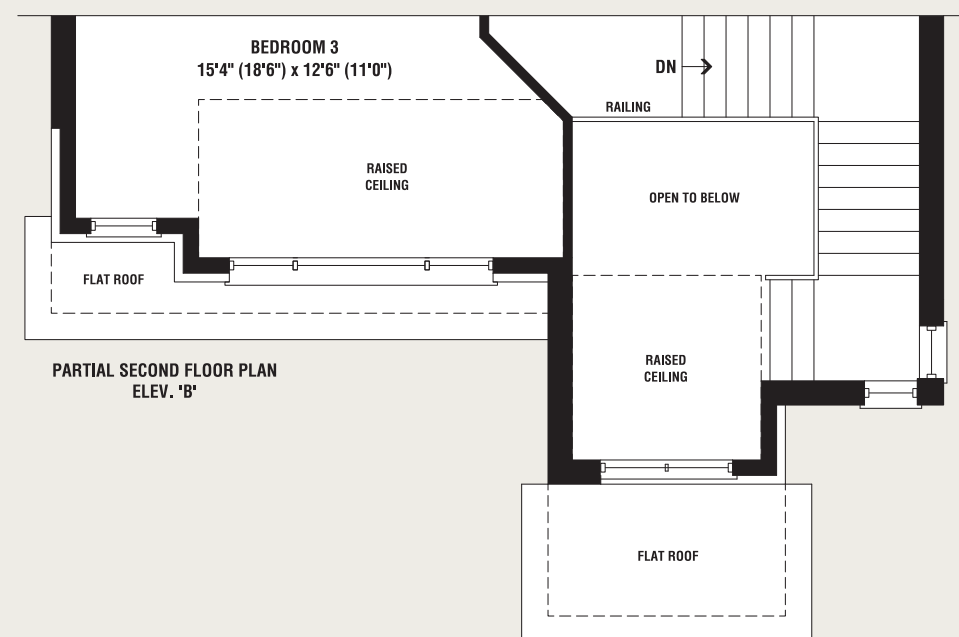 BEDROOM 3
15'4" (18'6") x 12'6" (11'0")
DN
RAILING
RAISED
CEILING
OPEN TO BELOW
FLAT ROOF
RAISED
CEILING
PARTIAL SECOND FLOOR PLAN
ELEV. 'B'
FLAT ROOF